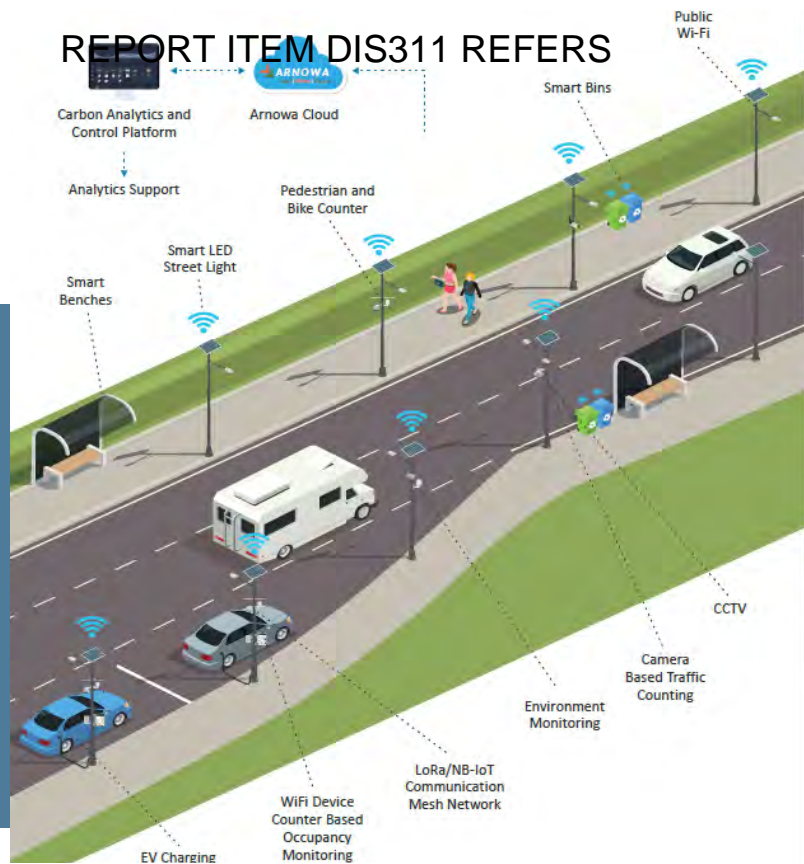 REPORT ITEM DIS311 REFERS
ARNOWA
Carbon Analytics and
Control Platform
Arnowa Cloud
Analytics Support
Public
Wi-Fi
Smart Bins
Pedestrian and
Bike Counter
Smart LED
Street Light
Smart
Benches
CCTV
Camera
Based Traffic
Counting
Environment
Monitoring
LoRa/NB-IoT
Communication
Mesh Network
WiFi Device
Counter Based
Occupancy
Monitoring
EV Charging